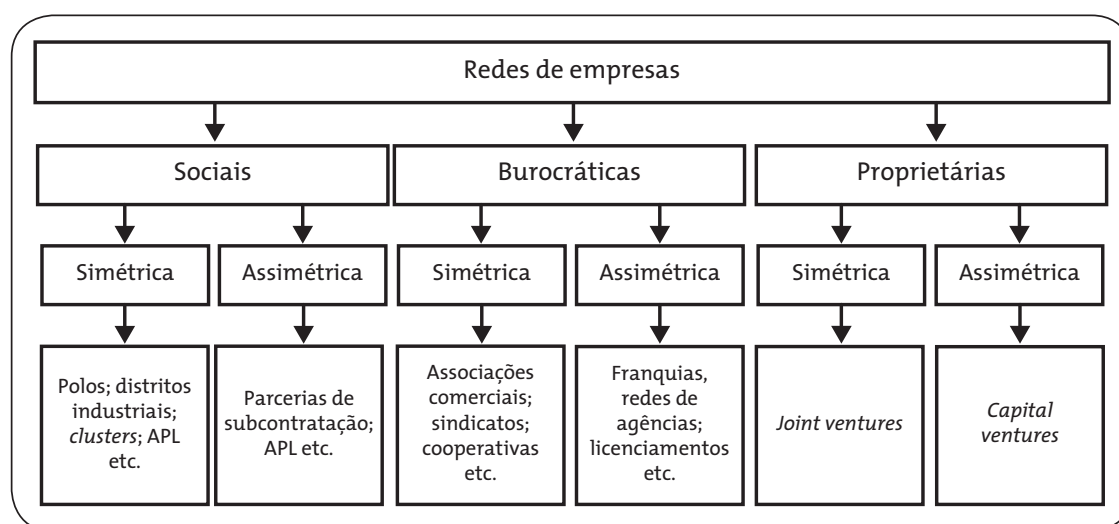 Redes de empresas
Sociais
Burocráticas
Proprietárias
Simétrica
Assimétrica
Simétrica
Assimétrica
Simétrica
Assimétrica
Polos; distritos
industriais;
clusters; APL
etc.
Parcerias de
subcontratação;
APL etc.
Associações
comerciais;
sindicatos;
cooperativas
etc.
Franquias,
redes de
agências;
licenciamentos
etc.
Joint ventures
Capital
ventures